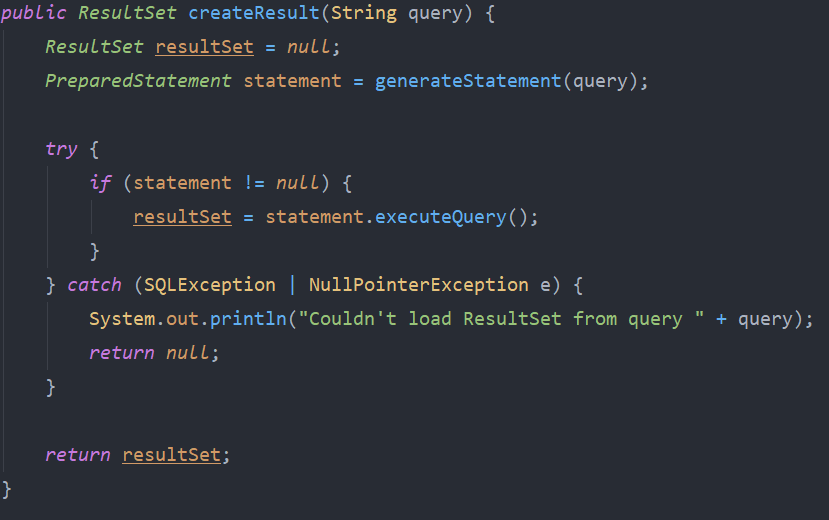 public ResultSet createResult(String query) {
    ResultSet resultSet = null;
    PreparedStatement statement = generateStatement(query);

    try {
        if (statement != null) {
            resultSet = statement.executeQuery();
        }
    } catch (SQLException | NullPointerException e) {
        System.out.println("Couldn't load ResultSet from query " + query);
        return null;
    }

    return resultSet;
}